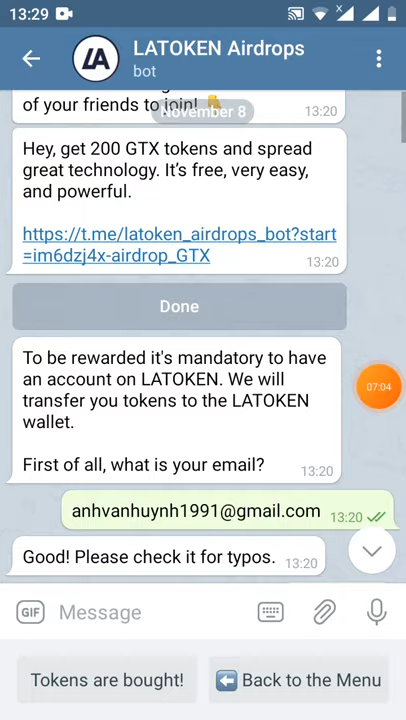 13:29
LATOKEN Airdrops
bot
of your friends to join!
13:20
November 8
Hey, get 200 GTX tokens and spread
great technology. It's free, very easy,
and powerful.
https://t.me/latoken_airdrops_bot?start
=im6dzj4x-airdrop_GTX
13:20
Done
To be rewarded it's mandatory to have
an account on LATOKEN. We will
transfer you tokens to the LATOKEN
wallet.
First of all, what is your email?
13:20
07:04
anhvanhuynh1991@gmail.com 13:20
Good! Please check it for typos. 13:20
GIF Message
Tokens are bought!
Back to the Menu